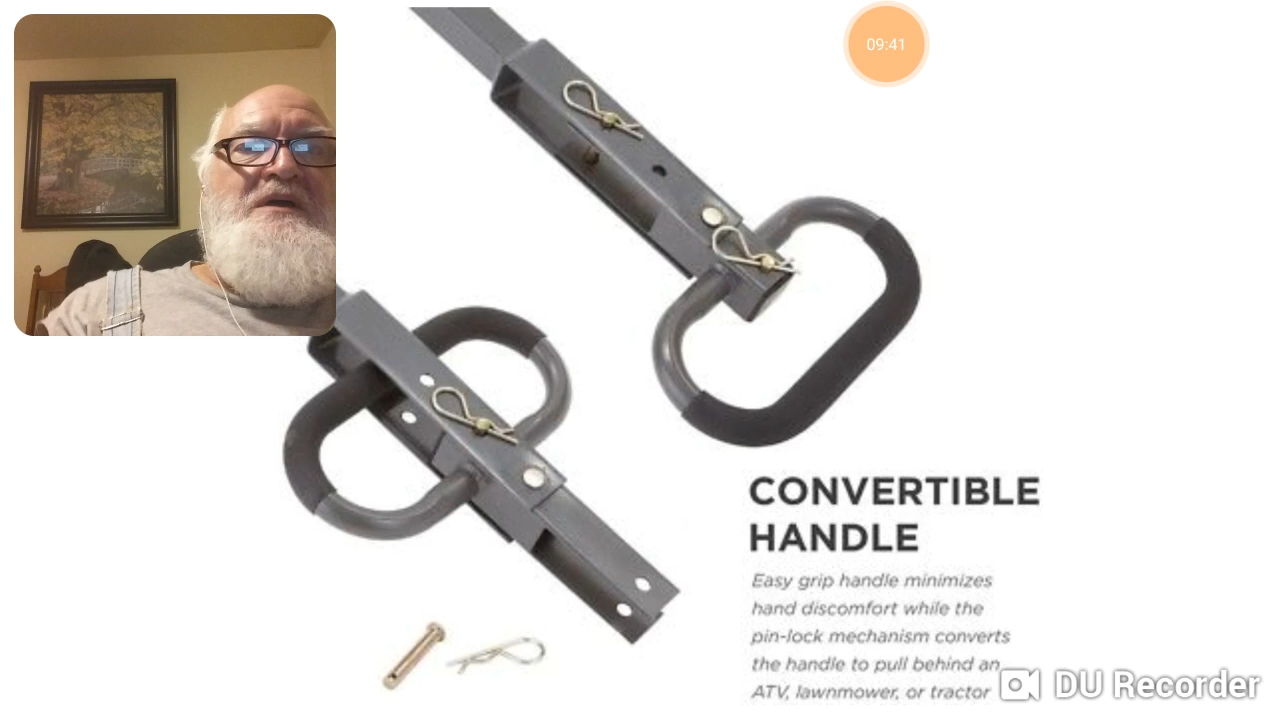 09:41
CONVERTIBLE
HANDLE
Easy grip handle minimizes
hand discomfort while the
pin-lock mechanism converts
the handle to pull behind an
ATV, lawnmower, or tractor
DU Recorder